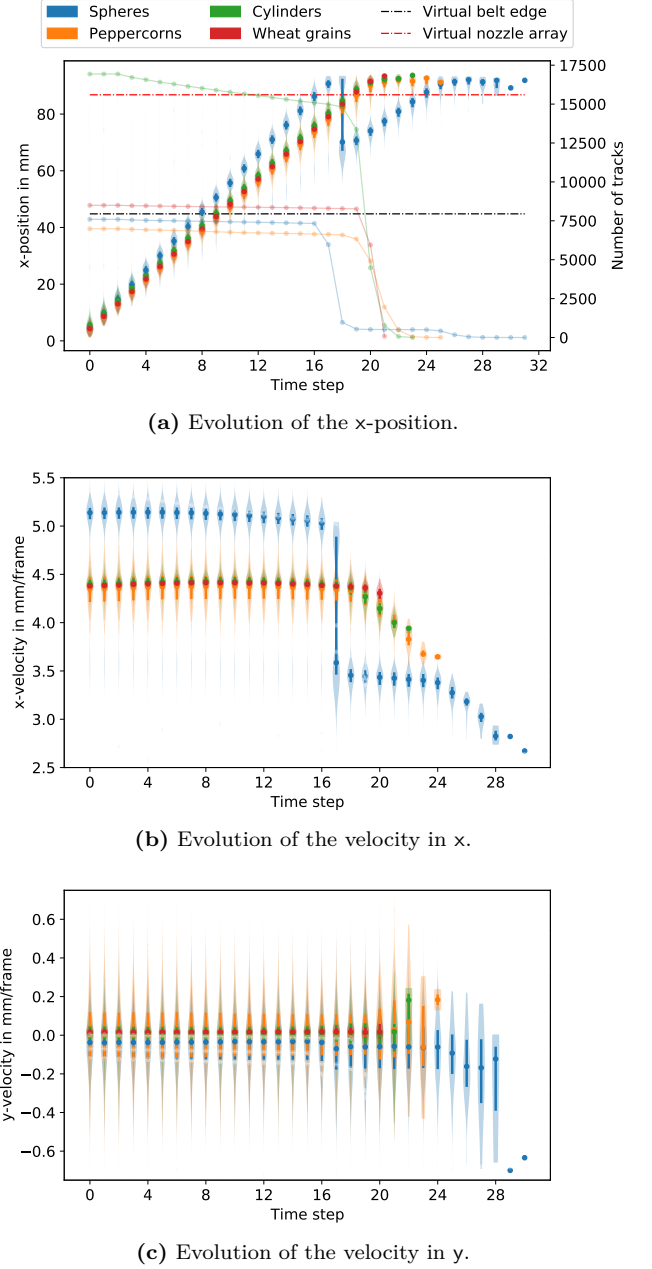 Spheres Cylinders Virtual belt edge
Peppercorns Wheat grains Virtual nozzle array
80
60
40
20
0
x-position in mm
17500
15000
12500
10000
7500
5000
2500
0
Number of tracks
0 4 8 12 16 20 24 28 32
Time step
(a) Evolution of the x-position.
5.5
5.0
4.5
4.0
3.5
3.0
2.5
x-velocity in mm/frame
0 4 8 12 16 20 24 28
Time step
(b) Evolution of the velocity in x.
0.6
0.4
0.2
0.0
−0.2
−0.4
−0.6
y-velocity in mm/frame
0 4 8 12 16 20 24 28
Time step
(c) Evolution of the velocity in y.